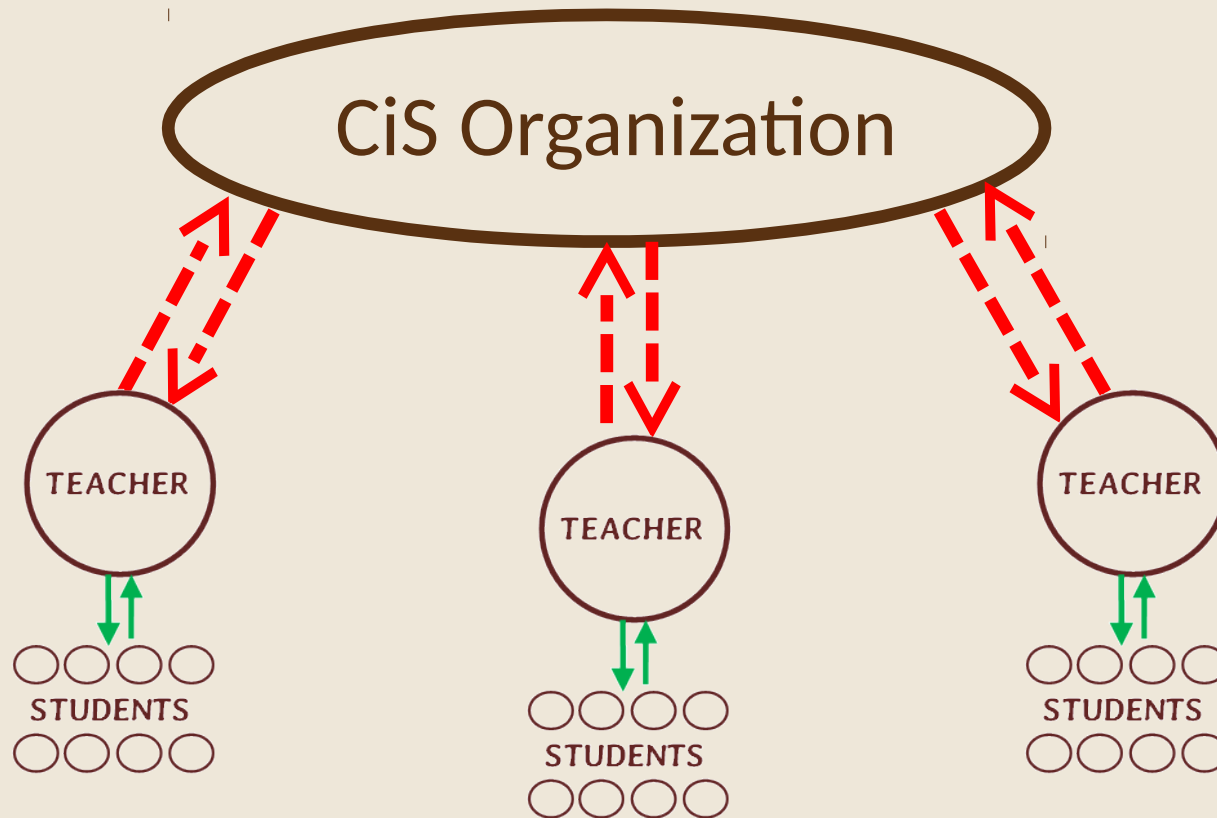 CiS Organization
TEACHER
TEACHER
TEACHER
STUDENTS
STUDENTS
STUDENTS